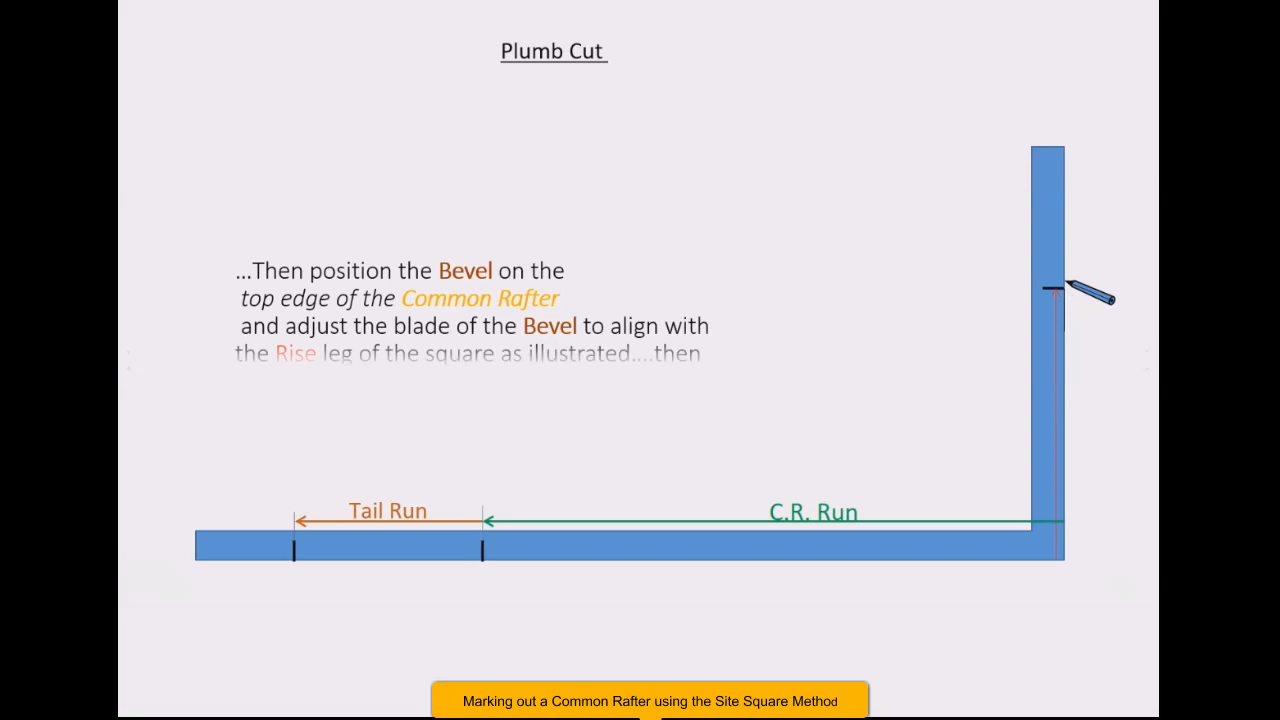 Plumb Cut
...Then position the Bevel on the
top edge of the Common Rafter
and adjust the blade of the Bevel to align with
the Rise leg of the square as illustrated....then
Tail Run
C.R. Run
Marking out a Common Rafter using the Site Square Method